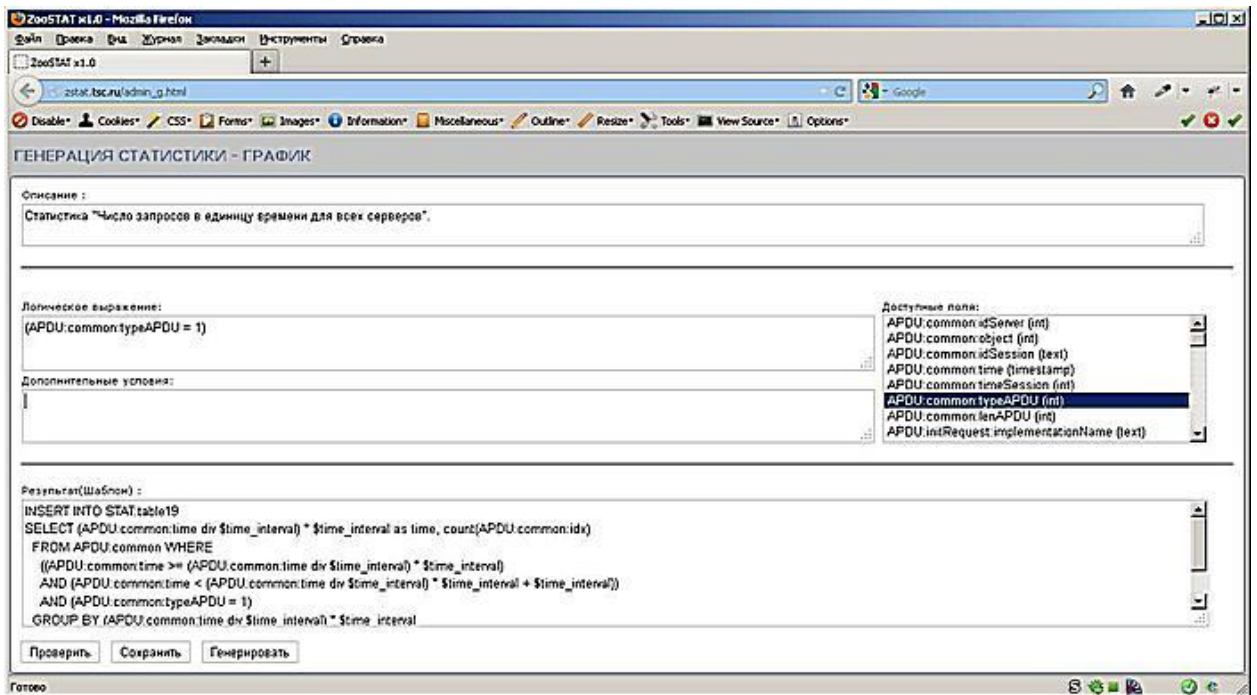 ZooSTAT x1.0 - Mozilla Firefox
Файл Правка Вид Журнал Закладки Инструменты Справка
ZooSTAT x1.0 +
zstat.tsc.ru/admin_g.html Google
Disable Cookies CSS Forms Images Information Miscellaneous Outline Resize Tools View Source Options
ГЕНЕРАЦИЯ СТАТИСТИКИ - ГРАФИК
Описание :
Статистика "Число запросов в единицу времени для всех серверов".
Логическое выражение:
(APDU:common:typeAPDU = 1)
Дополнительные условия:
Доступные поля:
APDU:common:idServer (int)
APDU:common:object (int)
APDU:common:idSession (text)
APDU:common:time (timestamp)
APDU:common:timeSession (int)
APDU:common:typeAPDU (int)
APDU:common:lenAPDU (int)
APDU:initRequest:implementationName (text)
Результат(Шаблон) :
INSERT INTO STAT:table19
SELECT (APDU:common:time div $time_interval) * $time_interval as time, count(APDU:common:idx)
FROM APDU:common WHERE
((APDU:common:time >= (APDU:common:time div $time_interval) * $time_interval)
AND (APDU:common:time < (APDU:common:time div $time_interval) * $time_interval + $time_interval))
AND (APDU:common:typeAPDU = 1)
GROUP BY (APDU:common:time div $time_interval) * $time_interval
Проверить Сохранить Генерировать
Готово